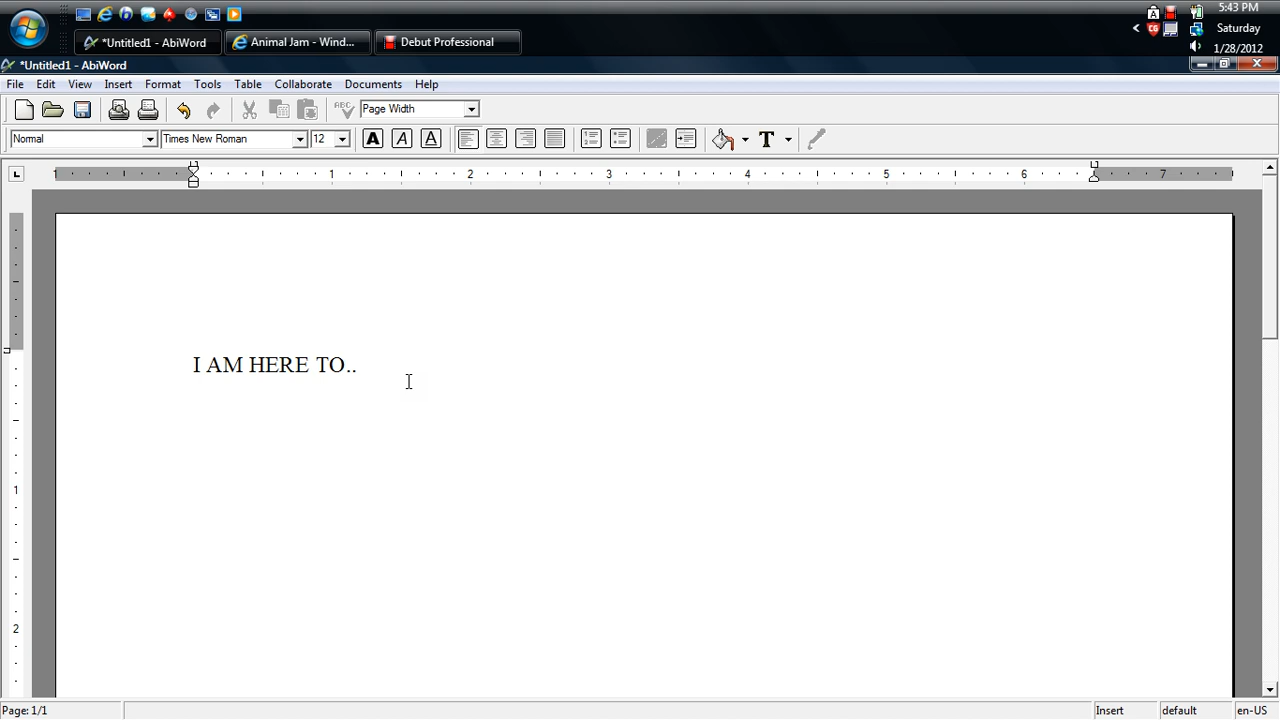 5:43 PM
*Untitled1 - AbiWord
Animal Jam - Wind...
Debut Professional
Saturday
1/28/2012
*Untitled1 - AbiWord
File Edit View Insert Format Tools Table Collaborate Documents Help
ABC Page Width
Normal Times New Roman 12 A A A T
1 1 2 3 4 5 6 7
I AM HERE TO..
1
2
Page: 1/1
Insert default en-US